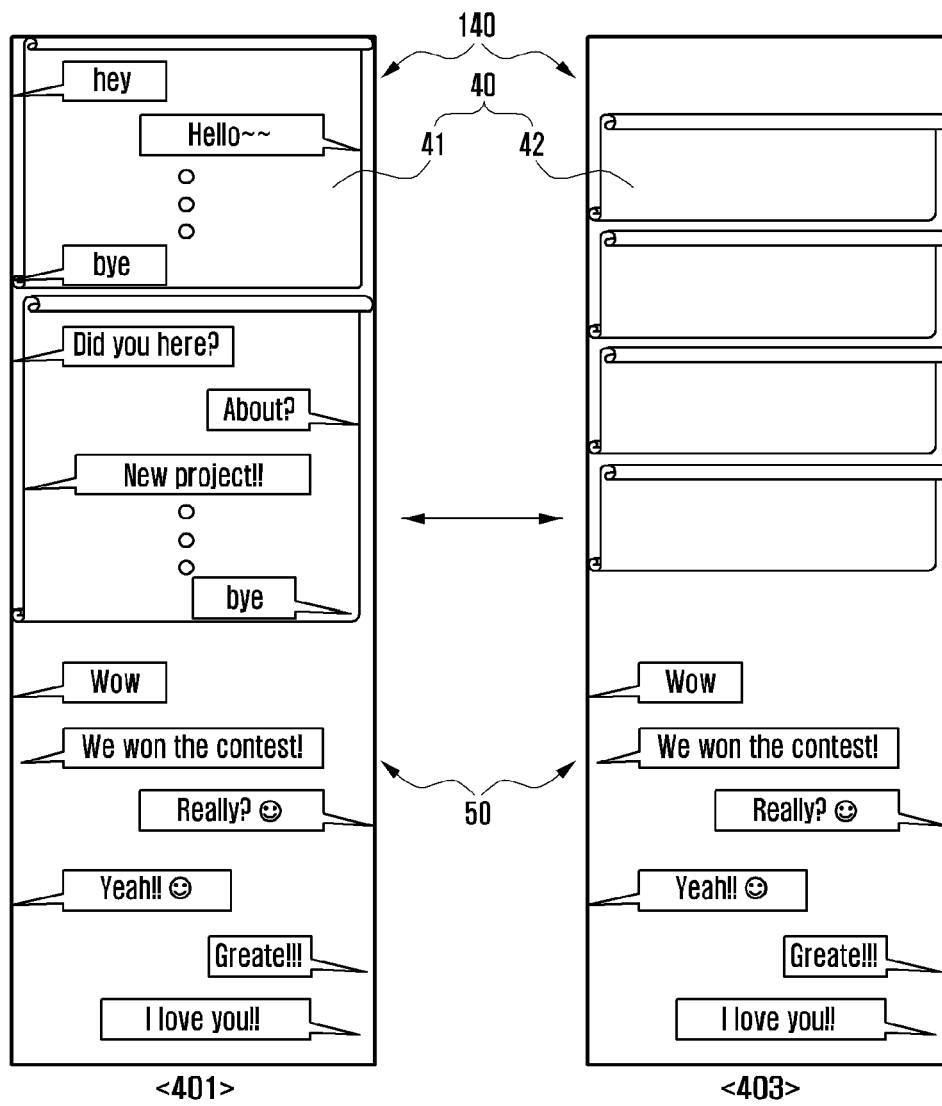 140
40
41
42
hey
Hello~~
bye
Did you here?
About?
New project!!
bye
Wow
We won the contest!
Really? ☺
Yeah!! ☺
Greate!!!
I love you!!
<401>
50
Wow
We won the contest!
Really? ☺
Yeah!! ☺
Greate!!!
I love you!!
<403>